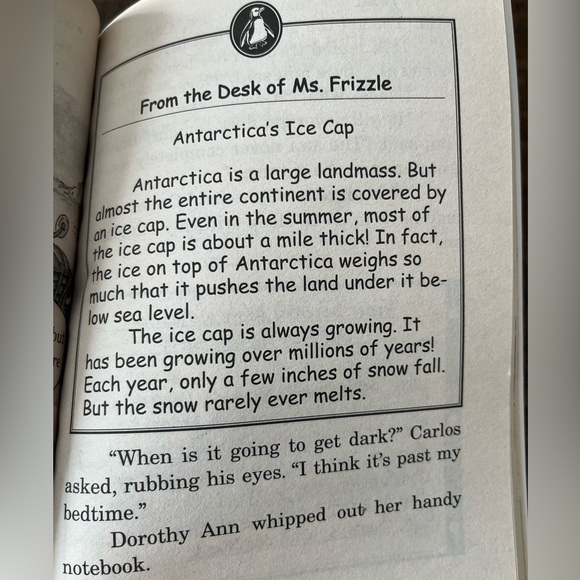 From the Desk of Ms. Frizzle
Antarctica's Ice Cap
Antarctica is a large landmass. But
almost the entire continent is covered by
an ice cap. Even in the summer, most of
the ice cap is about a mile thick! In fact,
the ice on top of Antarctica weighs so
much that it pushes the land under it be-
low sea level.
The ice cap is always growing. It
has been growing over millions of years!
Each year, only a few inches of snow fall.
But the snow rarely ever melts.
"When is it going to get dark?" Carlos
asked, rubbing his eyes. "I think it's past my
bedtime."
Dorothy Ann whipped out her handy
notebook.